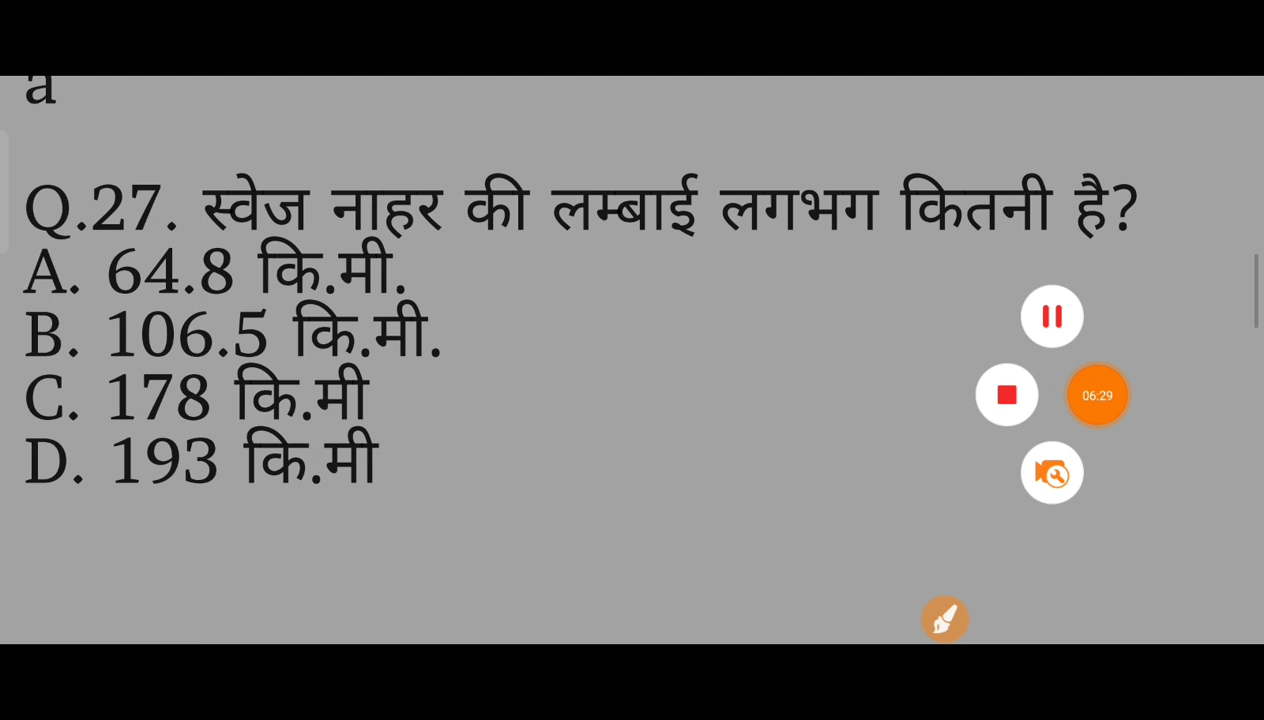 a
Q.27. स्वेज नाहर की लम्बाई लगभग कितनी है?
A. 64.8 कि.मी.
B. 106.5 कि.मी.
C. 178 कि.मी
D. 193 कि.मी
06:29